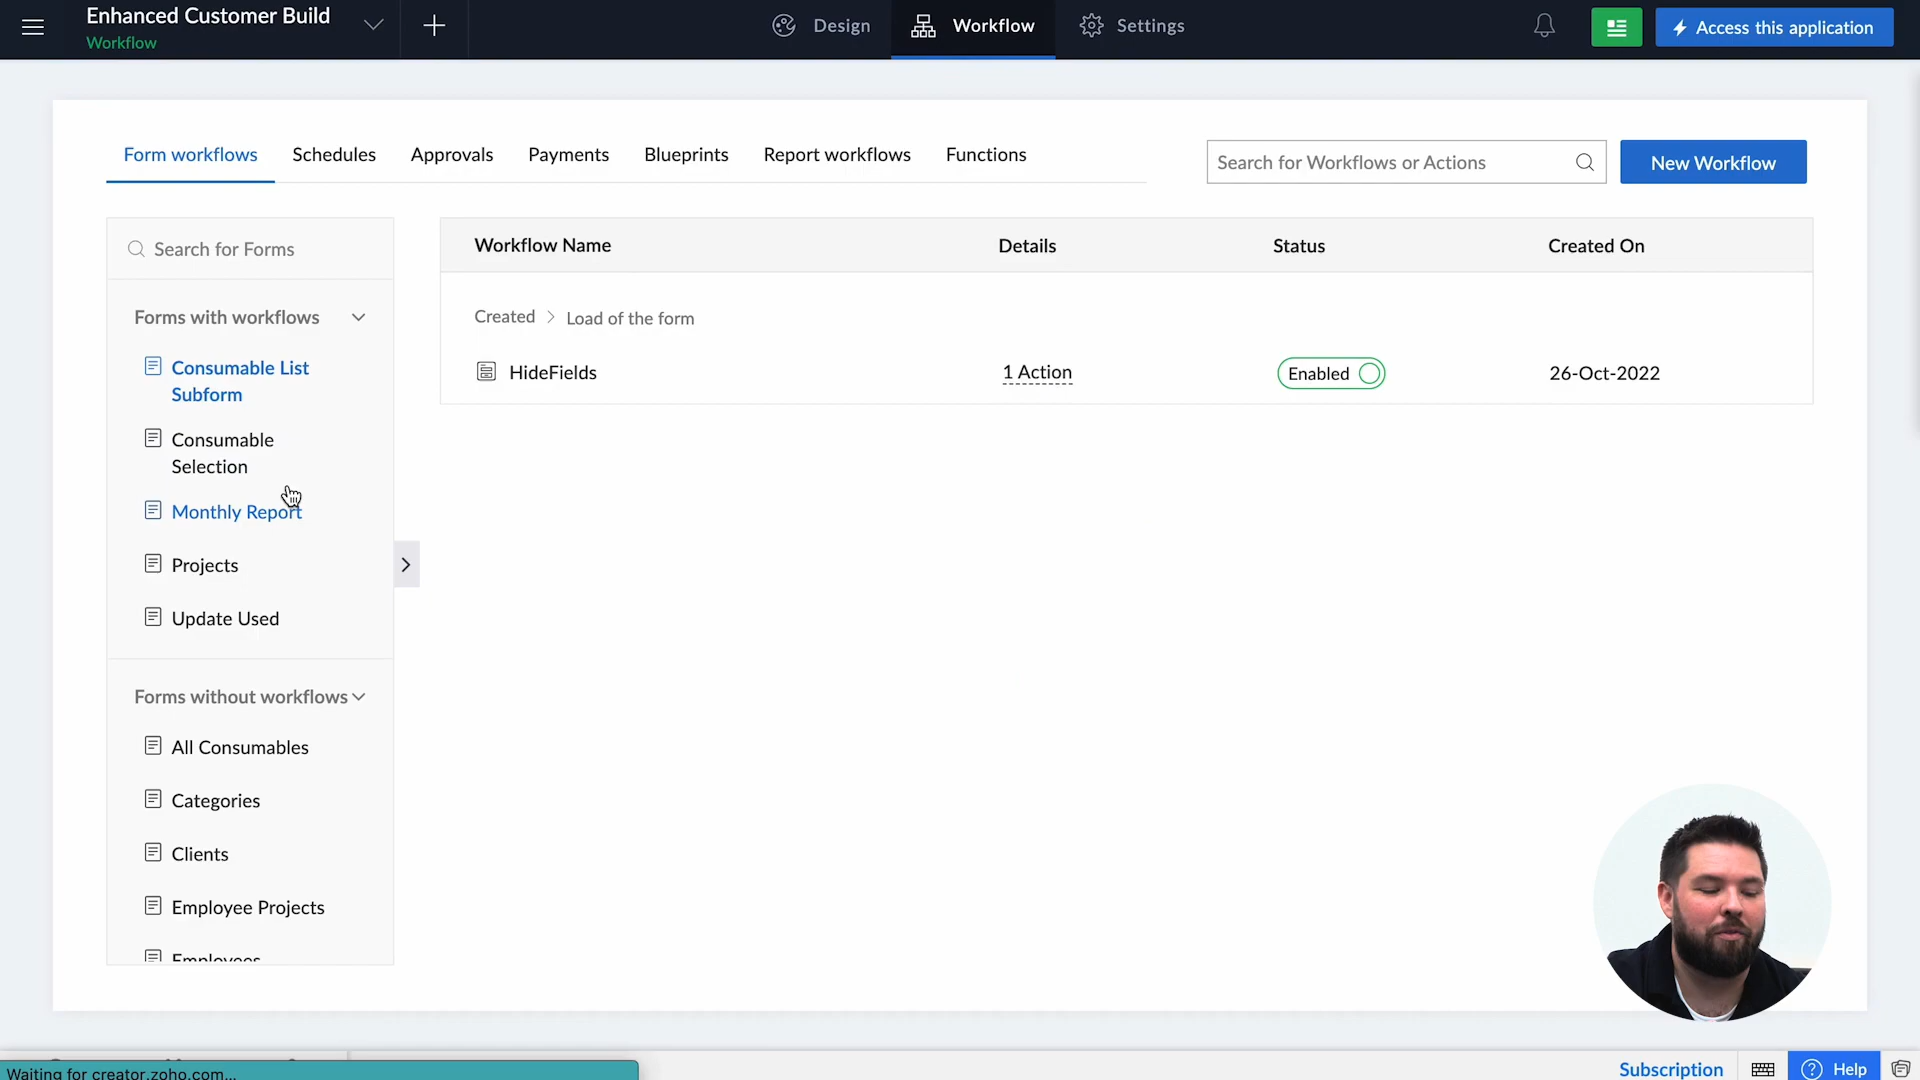 Enhanced Customer Build
Workflow
Design
Workflow
Settings
Access this application
Form workflows
Schedules
Approvals
Payments
Blueprints
Report workflows
Functions
Search for Workflows or Actions
New Workflow
Search for Forms
Forms with workflows
Consumable List
Subform
Consumable
Selection
Monthly Report
Projects
Update Used
Forms without workflows
All Consumables
Categories
Clients
Employee Projects
Employees
Workflow Name
Details
Status
Created On
Created > Load of the form
HideFields
1 Action
Enabled
26-Oct-2022
Waiting for creator.zoho.com...
Subscription
Help